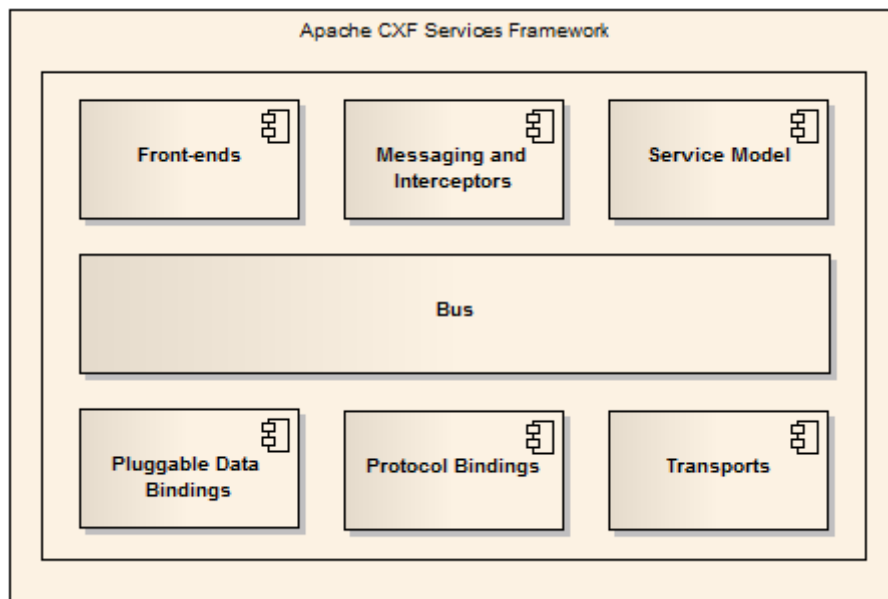 Apache CXF Services Framework
Front-ends
Messaging and
Interceptors
Service Model
Bus
Pluggable Data
Bindings
Protocol Bindings
Transports